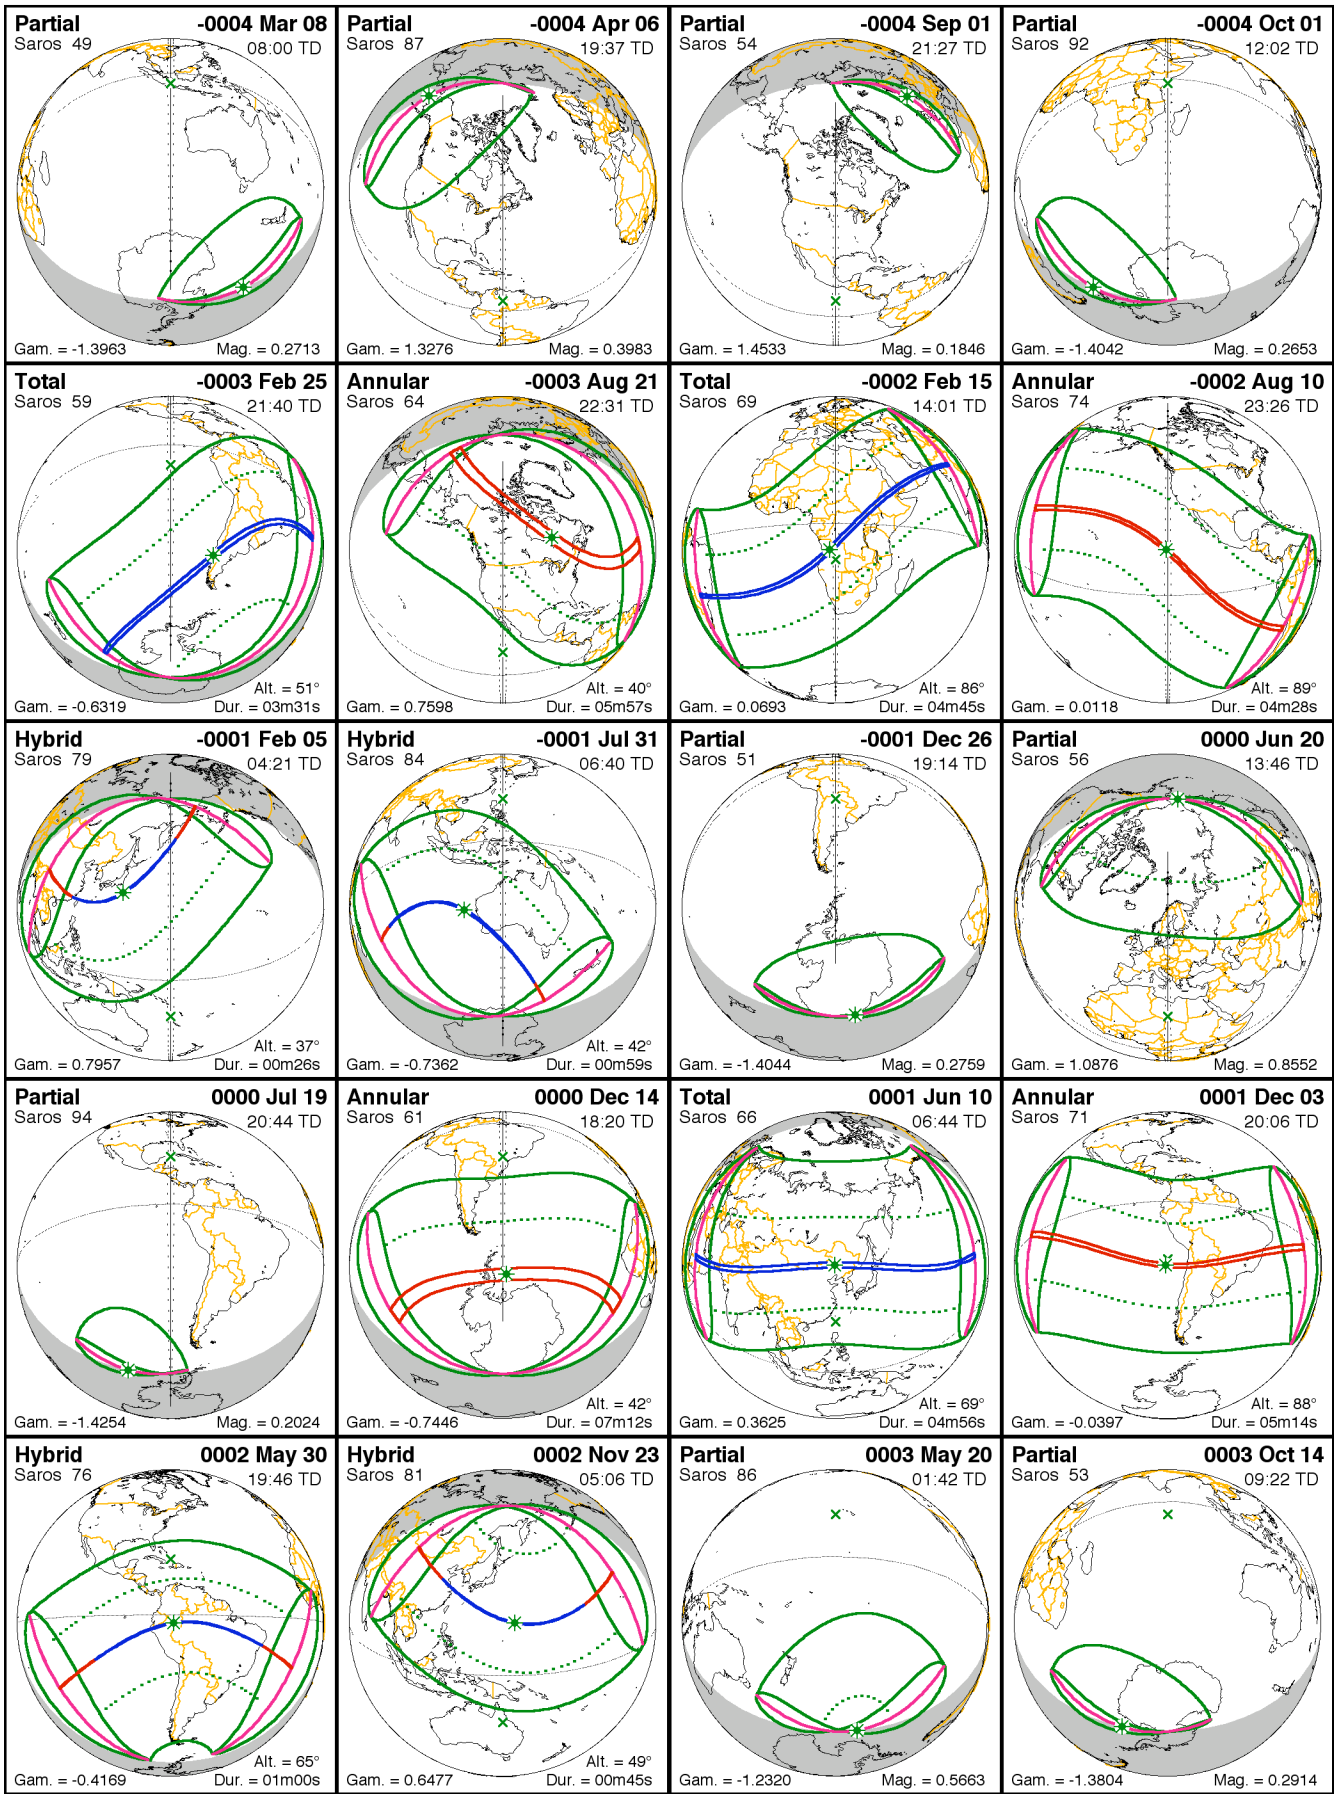 Partial -0004 Mar 08
Saros 49 08:00 TD
Gam. = -1.3963 Mag. = 0.2713
Partial -0004 Apr 06
Saros 87 19:37 TD
Gam. = 1.3276 Mag. = 0.3983
Partial -0004 Sep 01
Saros 54 21:27 TD
Gam. = 1.4533 Mag. = 0.1846
Partial -0004 Oct 01
Saros 92 12:02 TD
Gam. = -1.4042 Mag. = 0.2653
Total -0003 Feb 25
Saros 59 21:40 TD
Alt. = 51°
Gam. = -0.6319 Dur. = 03m31s
Annular -0003 Aug 21
Saros 64 22:31 TD
Alt. = 40°
Gam. = 0.7598 Dur. = 05m57s
Total -0002 Feb 15
Saros 69 14:01 TD
Alt. = 86°
Gam. = 0.0693 Dur. = 04m45s
Annular -0002 Aug 10
Saros 74 23:26 TD
Alt. = 89°
Gam. = 0.0118 Dur. = 04m28s
Hybrid -0001 Feb 05
Saros 79 04:21 TD
Alt. = 37°
Gam. = 0.7957 Dur. = 00m26s
Hybrid -0001 Jul 31
Saros 84 06:40 TD
Alt. = 42°
Gam. = -0.7362 Dur. = 00m59s
Partial -0001 Dec 26
Saros 51 19:14 TD
Gam. = -1.4044 Mag. = 0.2759
Partial 0000 Jun 20
Saros 56 13:46 TD
Gam. = 1.0876 Mag. = 0.8552
Partial 0000 Jul 19
Saros 94 20:44 TD
Gam. = -1.4254 Mag. = 0.2024
Annular 0000 Dec 14
Saros 61 18:20 TD
Alt. = 42°
Gam. = -0.7446 Dur. = 07m12s
Total 0001 Jun 10
Saros 66 06:44 TD
Alt. = 69°
Gam. = 0.3625 Dur. = 04m56s
Annular 0001 Dec 03
Saros 71 20:06 TD
Alt. = 88°
Gam. = -0.0397 Dur. = 05m14s
Hybrid 0002 May 30
Saros 76 19:46 TD
Alt. = 65°
Gam. = -0.4169 Dur. = 01m00s
Hybrid 0002 Nov 23
Saros 81 05:06 TD
Alt. = 49°
Gam. = 0.6477 Dur. = 00m45s
Partial 0003 May 20
Saros 86 01:42 TD
Gam. = -1.2320 Mag. = 0.5663
Partial 0003 Oct 14
Saros 53 09:22 TD
Gam. = -1.3804 Mag. = 0.2914